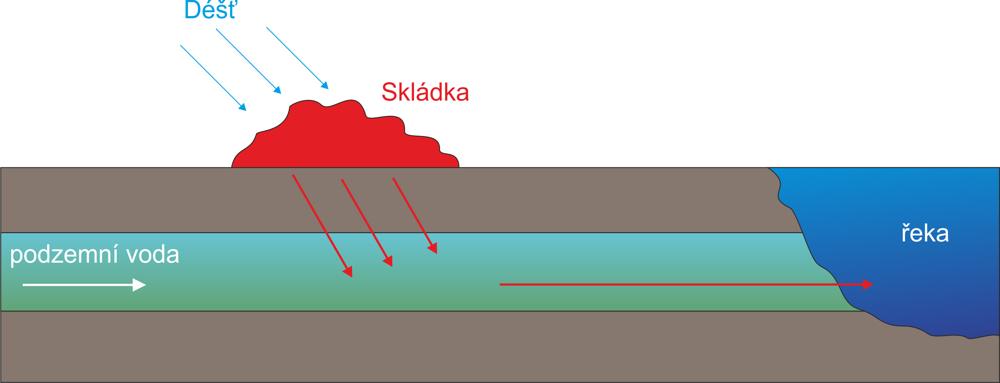 Déšť
Skládka
řeka
podzemní voda